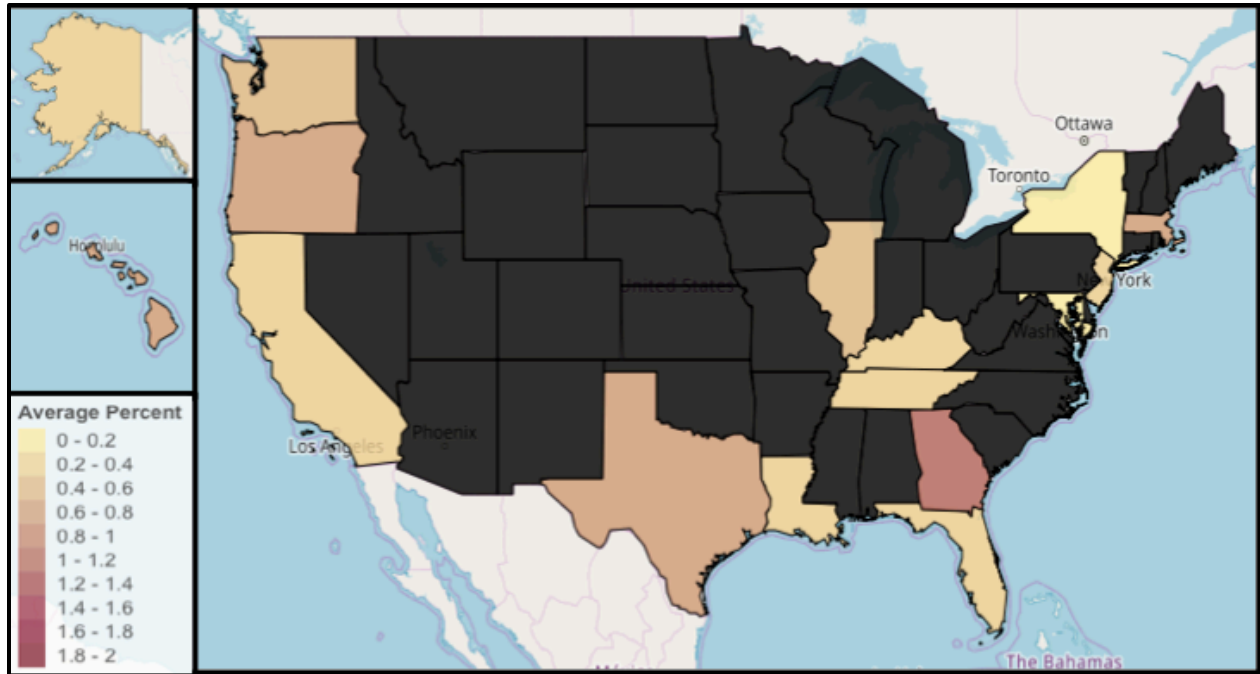 Ottawa
Toronto
Honolulu
United States
New York
Washington
Average Percent
0 - 0.2
0.2 - 0.4
0.4 - 0.6
0.6 - 0.8
0.8 - 1
1 - 1.2
1.2 - 1.4
1.4 - 1.6
1.6 - 1.8
1.8 - 2
Phoenix
Los Angeles
The Bahamas